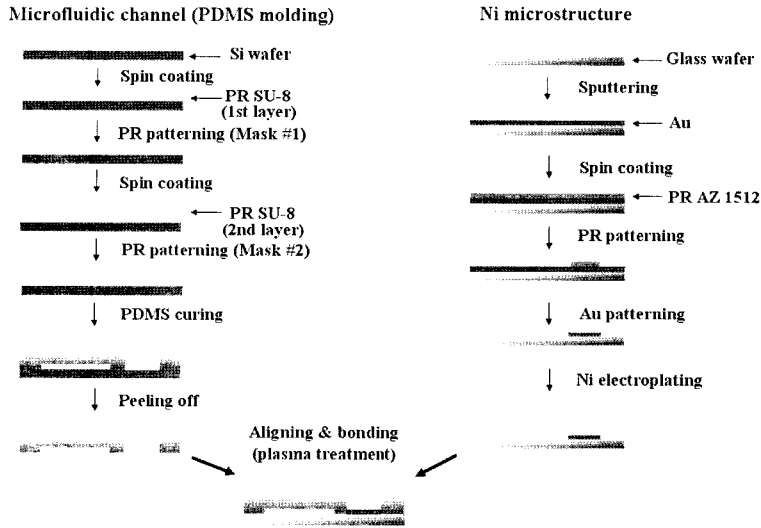 Microfluidic channel (PDMS molding)
Si wafer
Spin coating
PR SU-8
(1st layer)
PR patterning (Mask #1)
Spin coating
PR SU-8
(2nd layer)
PR patterning (Mask #2)
PDMS curing
Peeling off
Ni microstructure
Glass wafer
Sputtering
Au
Spin coating
PR AZ 1512
PR patterning
Au patterning
Ni electroplating
Aligning & bonding
(plasma treatment)